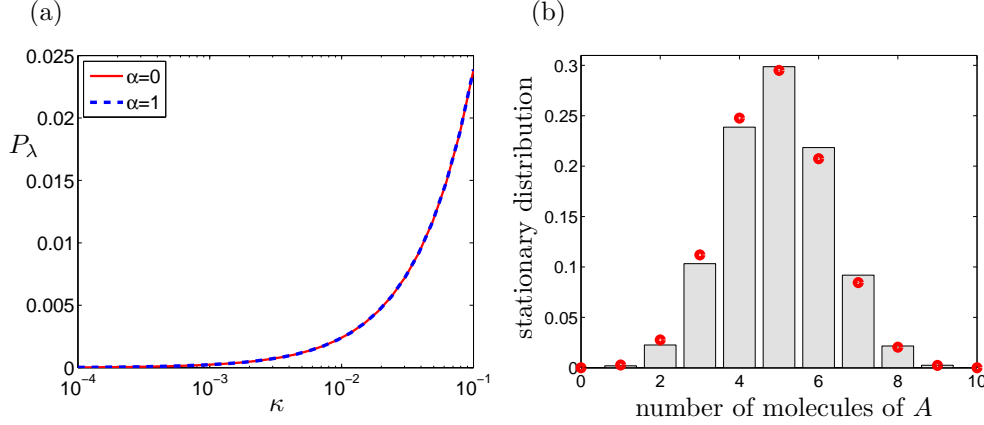 (a)
0.025
0.02
0.015
0.01
0.005
0
P_λ
α=0
α=1
10^−4
10^−3
10^−2
10^−1
κ
(b)
0.3
0.25
0.2
0.15
0.1
0.05
0
stationary distribution
0 2 4 6 8 10
number of molecules of A